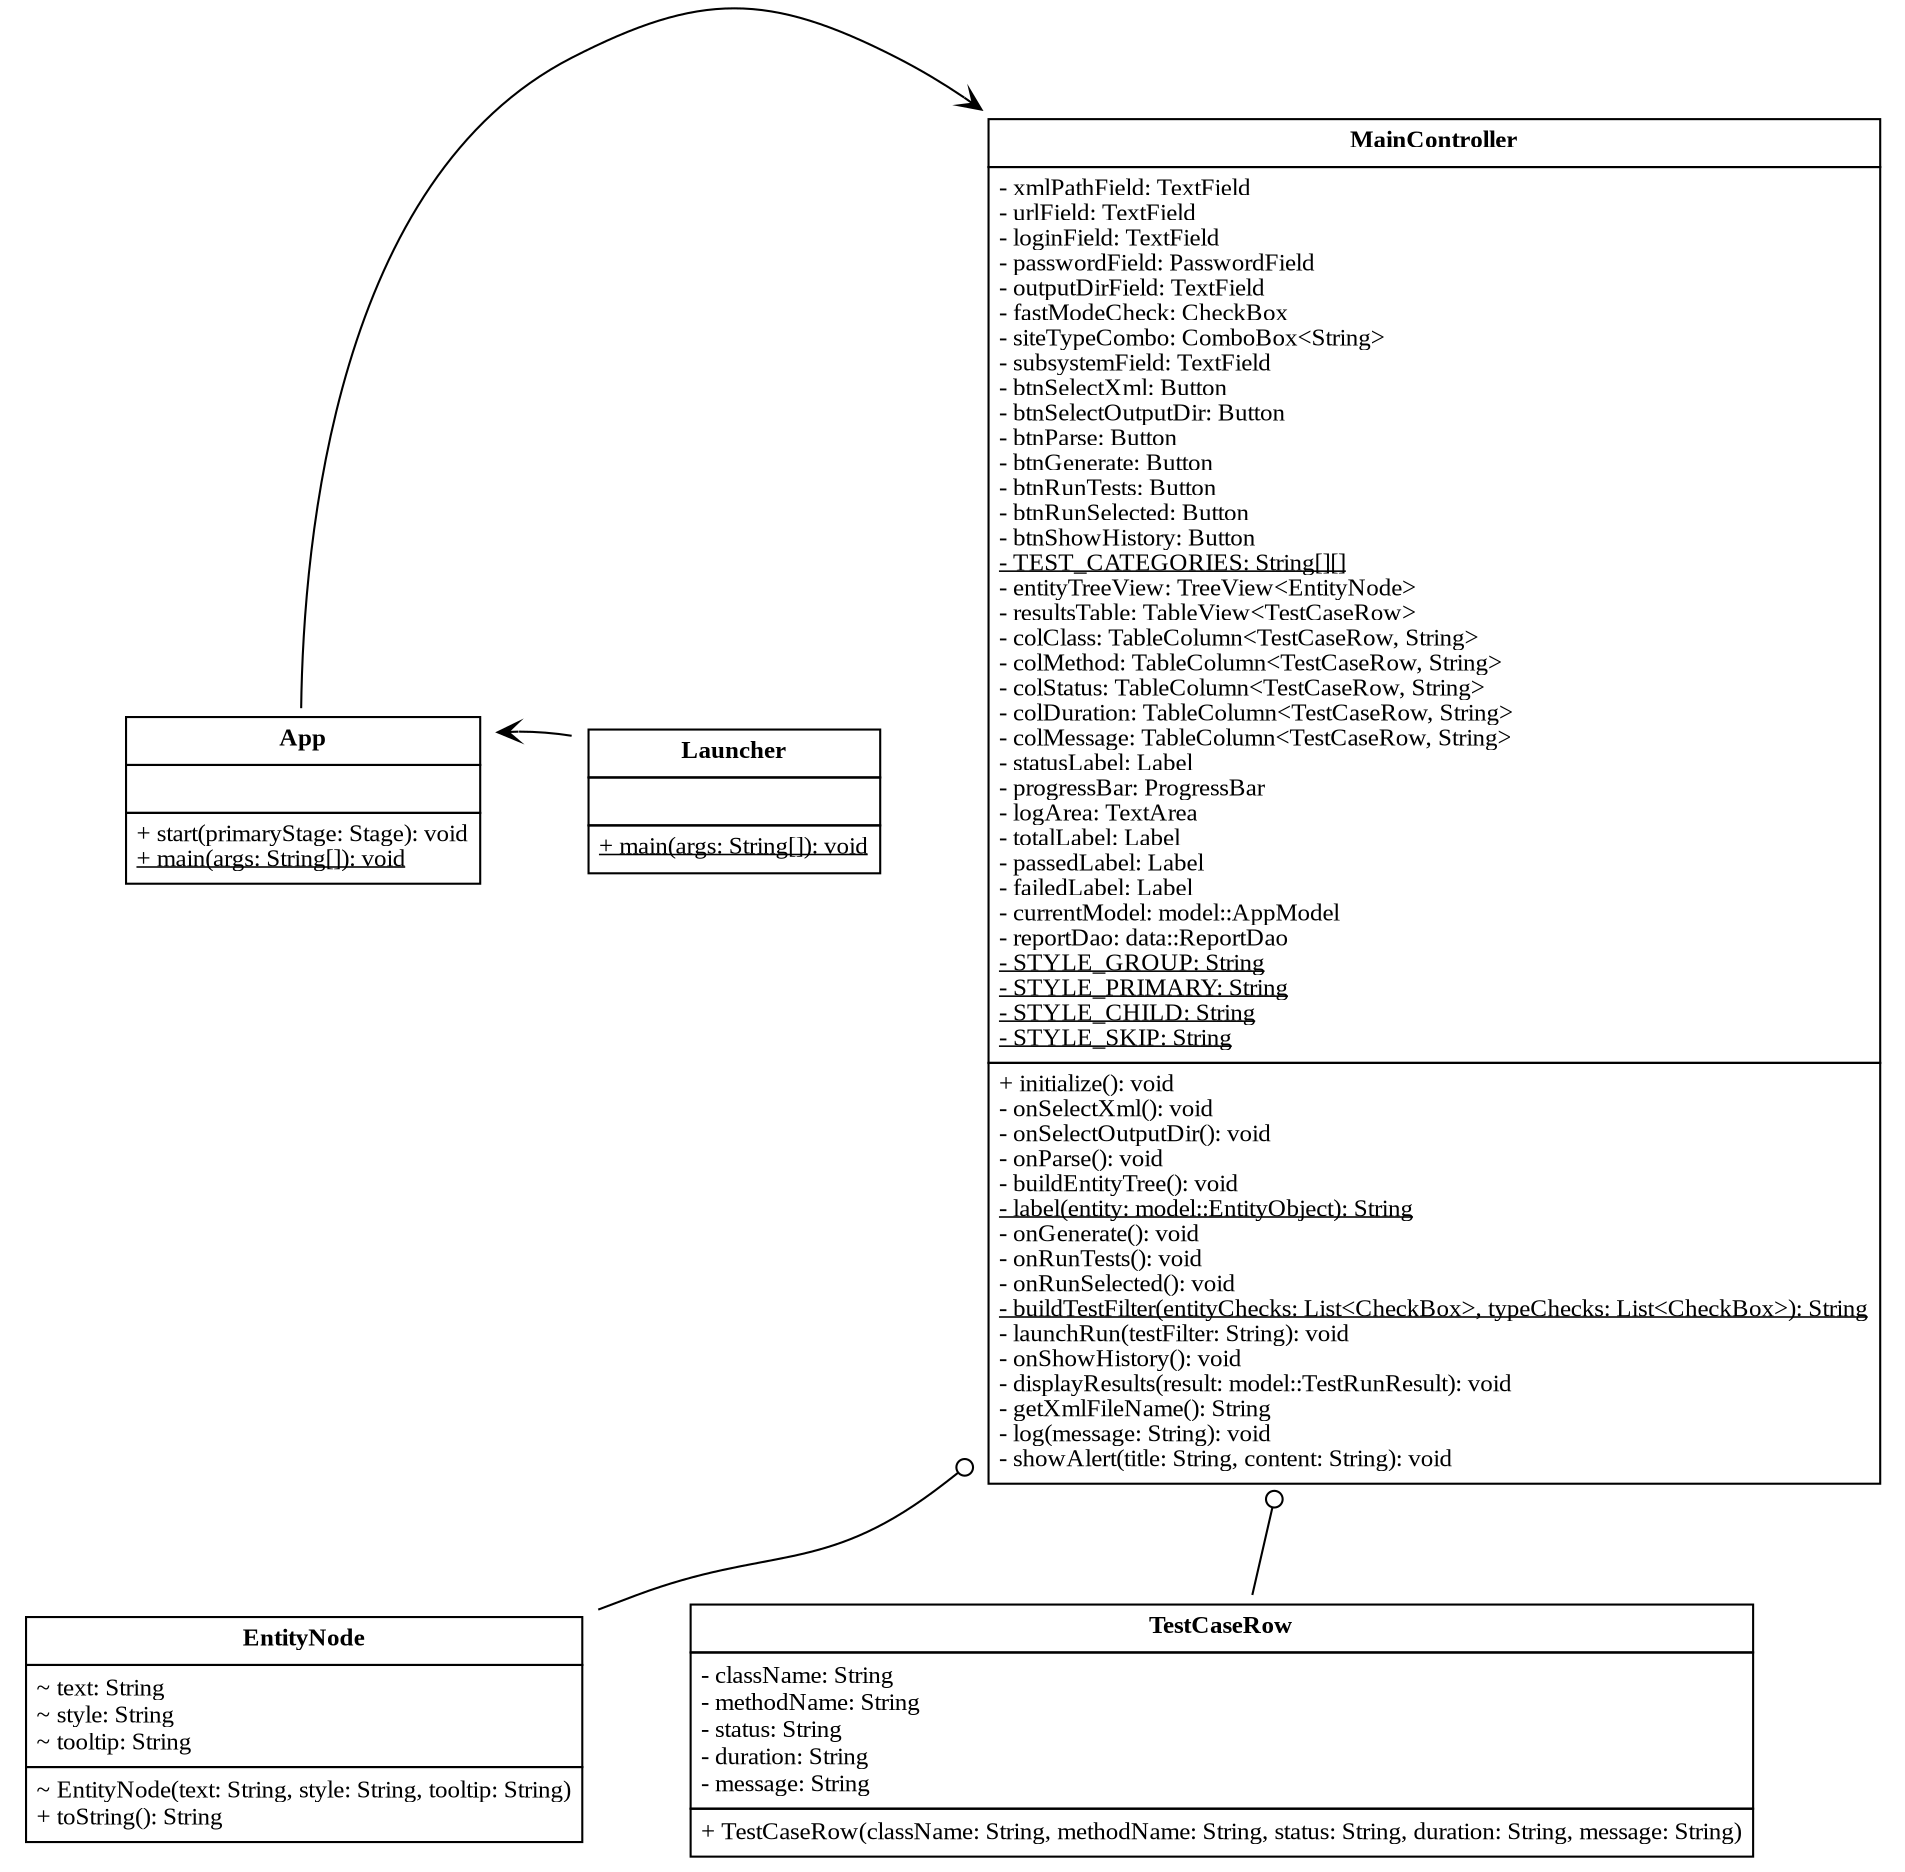 MainController
- xmlPathField: TextField
- urlField: TextField
- loginField: TextField
- passwordField: PasswordField
- outputDirField: TextField
- fastModeCheck: CheckBox
- siteTypeCombo: ComboBox<String>
- subsystemField: TextField
- btnSelectXml: Button
- btnSelectOutputDir: Button
- btnParse: Button
- btnGenerate: Button
- btnRunTests: Button
- btnRunSelected: Button
- btnShowHistory: Button
- TEST_CATEGORIES: String[][]
- entityTreeView: TreeView<EntityNode>
- resultsTable: TableView<TestCaseRow>
- colClass: TableColumn<TestCaseRow, String>
- colMethod: TableColumn<TestCaseRow, String>
- colStatus: TableColumn<TestCaseRow, String>
- colDuration: TableColumn<TestCaseRow, String>
- colMessage: TableColumn<TestCaseRow, String>
- statusLabel: Label
- progressBar: ProgressBar
- logArea: TextArea
- totalLabel: Label
- passedLabel: Label
- failedLabel: Label
- currentModel: model::AppModel
- reportDao: data::ReportDao
- STYLE_GROUP: String
- STYLE_PRIMARY: String
- STYLE_CHILD: String
- STYLE_SKIP: String
+ initialize(): void
- onSelectXml(): void
- onSelectOutputDir(): void
- onParse(): void
- buildEntityTree(): void
- label(entity: model::EntityObject): String
- onGenerate(): void
- onRunTests(): void
- onRunSelected(): void
- buildTestFilter(entityChecks: List<CheckBox>, typeChecks: List<CheckBox>): String
- launchRun(testFilter: String): void
- onShowHistory(): void
- displayResults(result: model::TestRunResult): void
- getXmlFileName(): String
- log(message: String): void
- showAlert(title: String, content: String): void
App
+ start(primaryStage: Stage): void
+ main(args: String[]): void
Launcher
+ main(args: String[]): void
EntityNode
~ text: String
~ style: String
~ tooltip: String
~ EntityNode(text: String, style: String, tooltip: String)
+ toString(): String
TestCaseRow
- className: String
- methodName: String
- status: String
- duration: String
- message: String
+ TestCaseRow(className: String, methodName: String, status: String, duration: String, message: String)